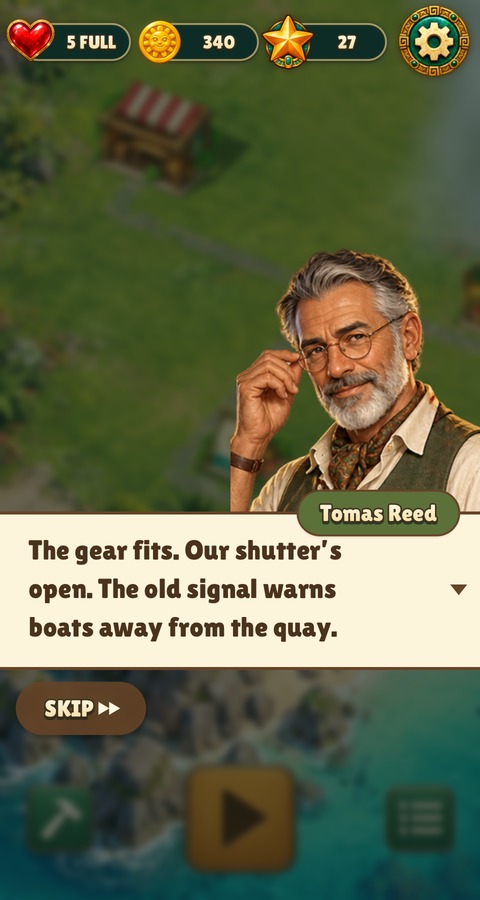 5 FULL
340
27
Tomas Reed
The gear fits. Our shutter's
open. The old signal warns
boats away from the quay.
SKIP